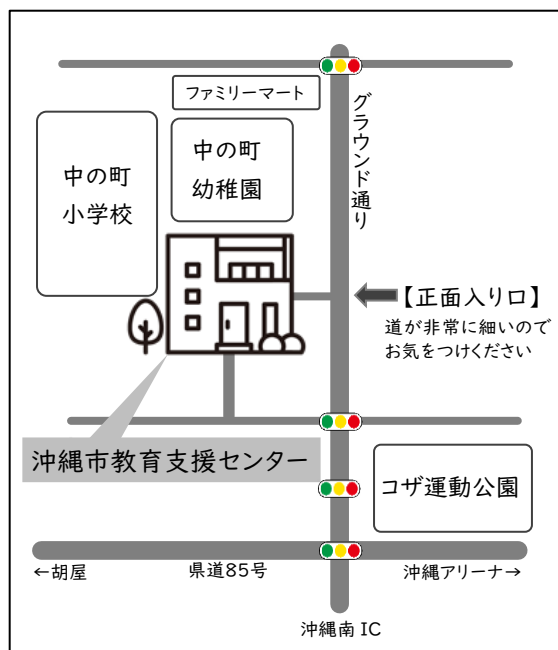 ファミリーマート
グラウンド通り
中の町
幼稚園
中の町
小学校
【正面入り口】
道が非常に細いので
お気をつけください
沖縄市教育支援センター
コザ運動公園
←胡屋
県道85号
沖縄アリーナ→
沖縄南 IC